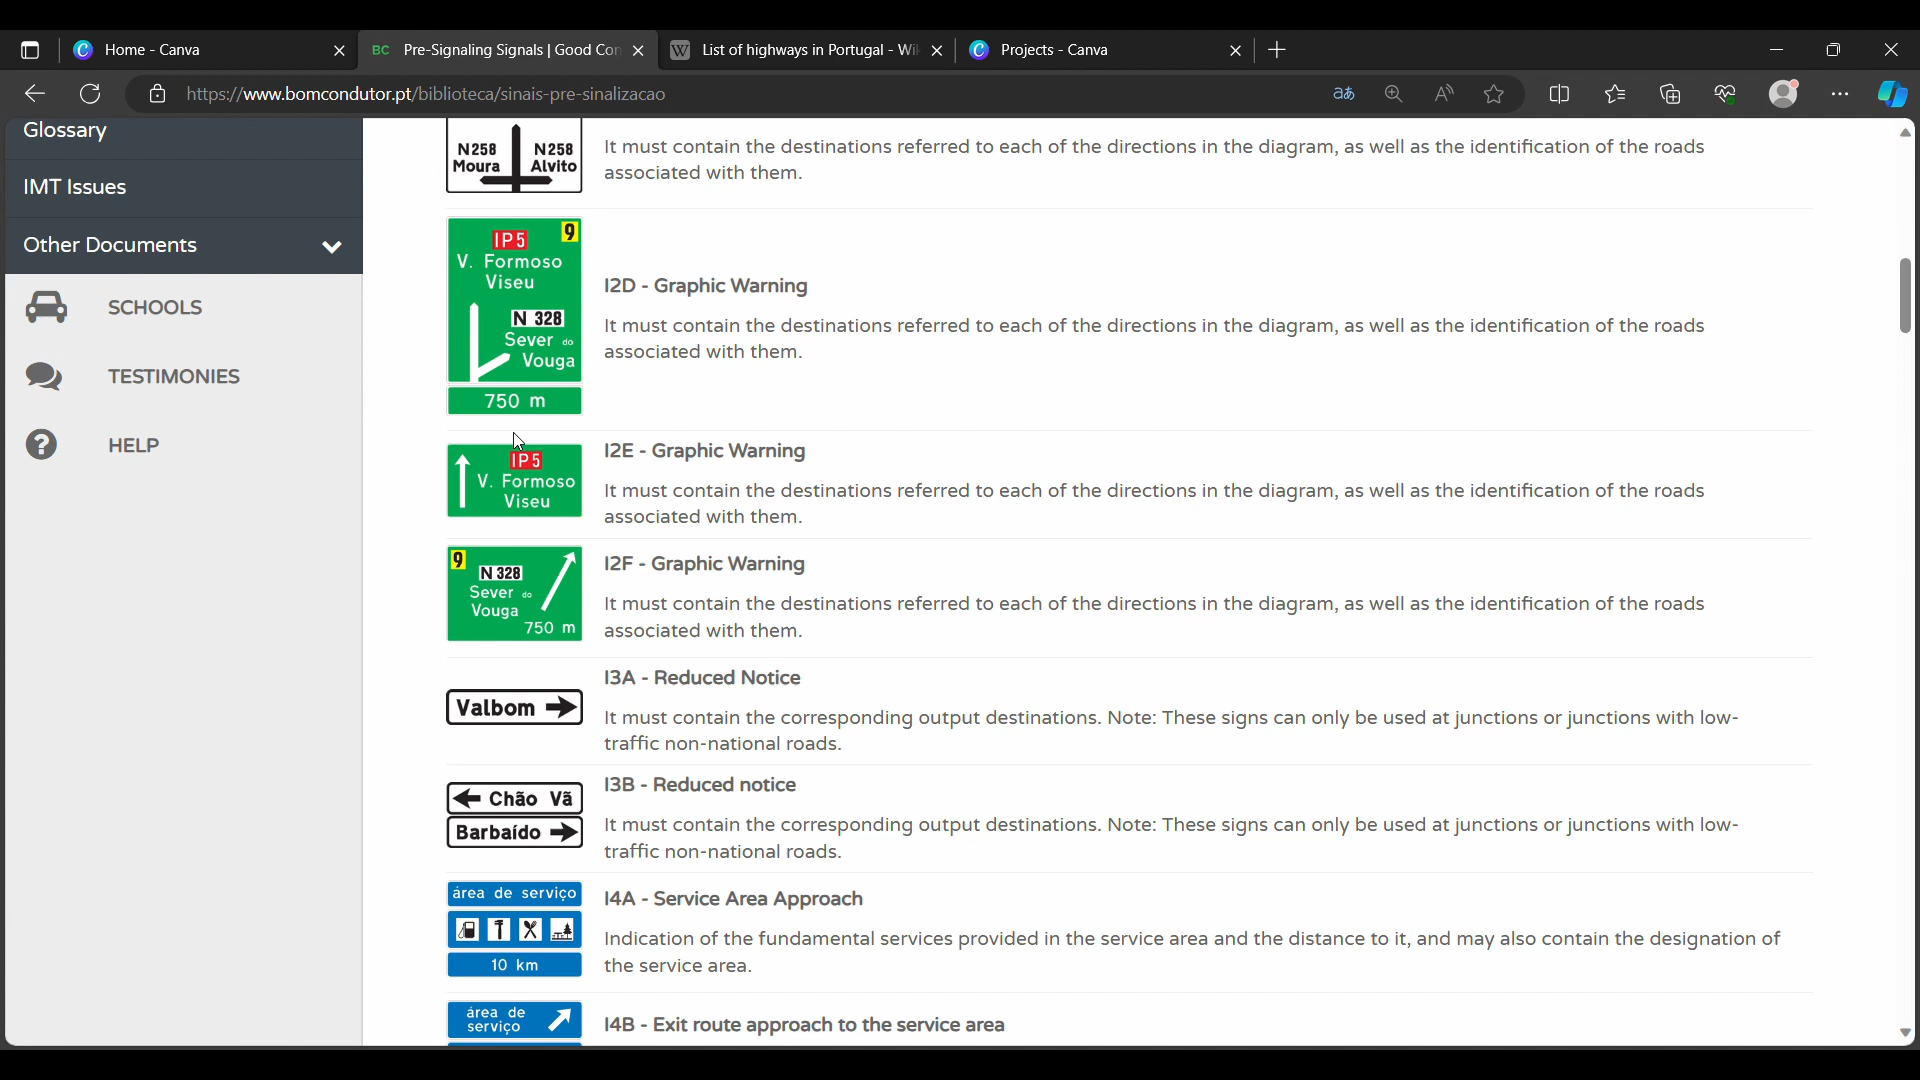 Home - Canva
BC Pre-Signaling Signals | Good Con
W List of highways in Portugal - Wik
Projects - Canva
https://www.bomcondutor.pt/biblioteca/sinais-pre-sinalizacao
Glossary
IMT Issues
Other Documents
SCHOOLS
TESTIMONIES
HELP
N258 N258
Moura Alvito
It must contain the destinations referred to each of the directions in the diagram, as well as the identification of the roads
associated with them.
9
IP5
V. Formoso
Viseu
N 328
Sever do
Vouga
750 m
I2D - Graphic Warning
It must contain the destinations referred to each of the directions in the diagram, as well as the identification of the roads
associated with them.
IP5
V. Formoso
Viseu
I2E - Graphic Warning
It must contain the destinations referred to each of the directions in the diagram, as well as the identification of the roads
associated with them.
9
N 328
Sever do
Vouga
750 m
I2F - Graphic Warning
It must contain the destinations referred to each of the directions in the diagram, as well as the identification of the roads
associated with them.
Valbom
I3A - Reduced Notice
It must contain the corresponding output destinations. Note: These signs can only be used at junctions or junctions with low-
traffic non-national roads.
Chão Vã
Barbaído
I3B - Reduced notice
It must contain the corresponding output destinations. Note: These signs can only be used at junctions or junctions with low-
traffic non-national roads.
área de serviço
10 km
I4A - Service Area Approach
Indication of the fundamental services provided in the service area and the distance to it, and may also contain the designation of
the service area.
área de
serviço
I4B - Exit route approach to the service area